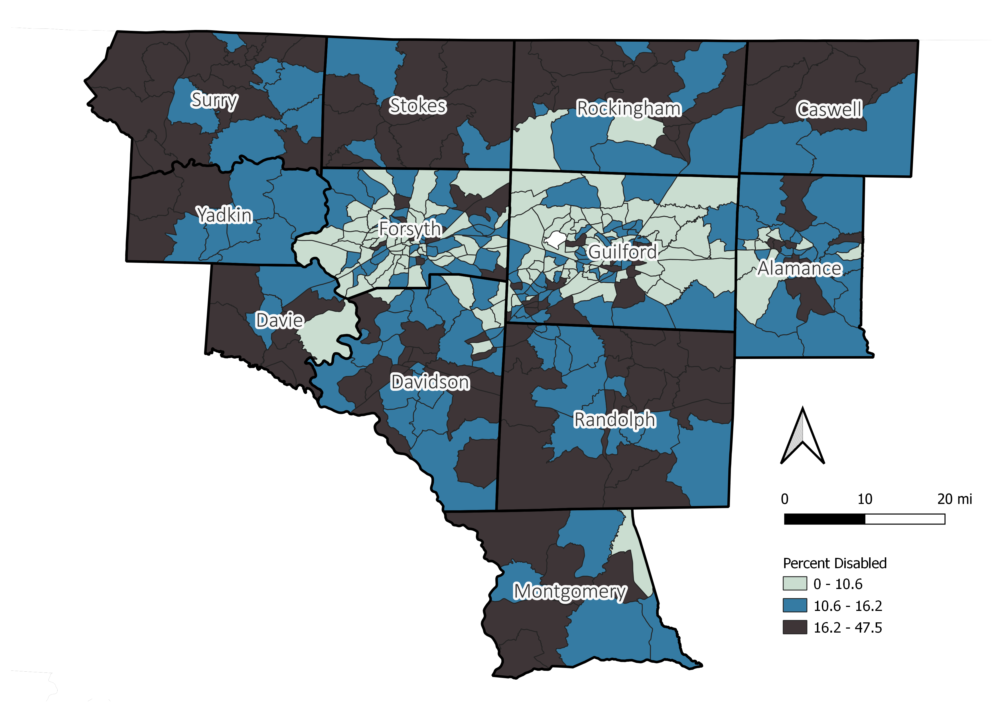 Surry
Stokes
Rockingham
Caswell
Yadkin
Forsyth
Guilford
Alamance
Davie
Davidson
Randolph
Montgomery
0 10 20 mi
Percent Disabled
0 - 10.6
10.6 - 16.2
16.2 - 47.5